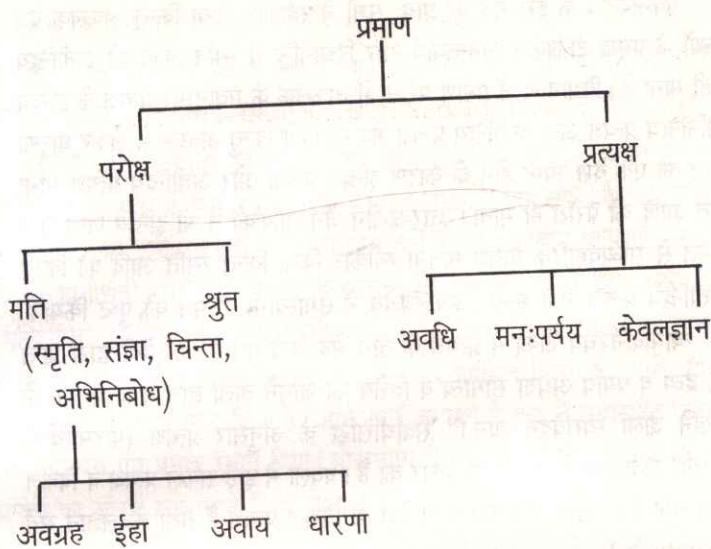 प्रमाण
परोक्ष प्रत्यक्ष
मति श्रुत
(स्मृति, संज्ञा, चिन्ता,
अभिनिबोध)
अवधि मन:पर्यय केवलज्ञान
अवग्रह ईहा अवाय धारणा